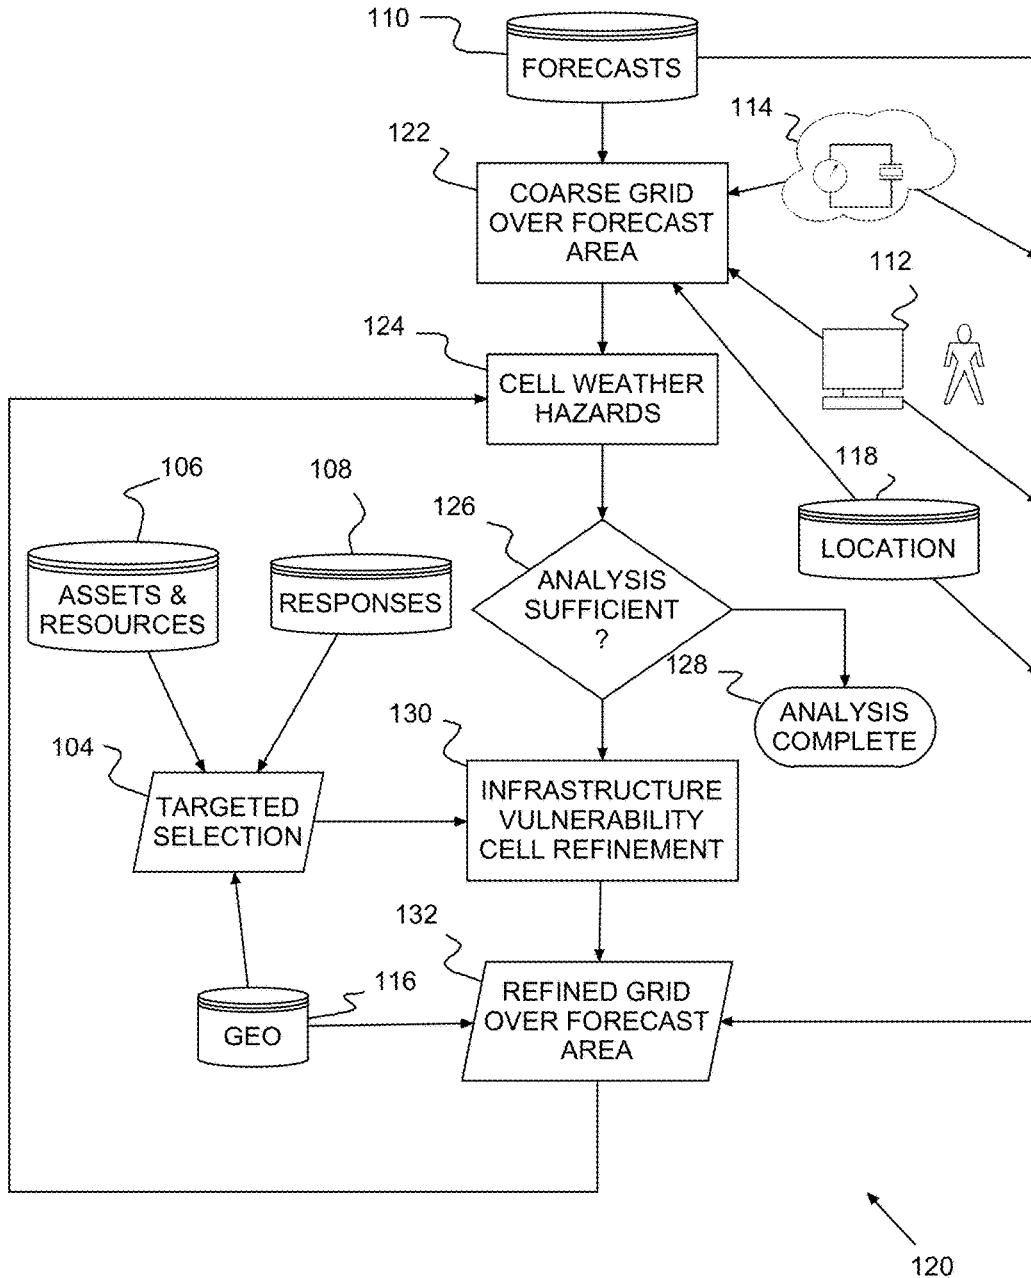 110
FORECASTS
114
122
COARSE GRID
OVER FORECAST
AREA
112
124
CELL WEATHER
HAZARDS
106
108
118
126
ASSETS &
RESOURCES
RESPONSES
ANALYSIS
SUFFICIENT
?
LOCATION
128
ANALYSIS
COMPLETE
130
104
TARGETED
SELECTION
INFRASTRUCTURE
VULNERABILITY
CELL REFINEMENT
132
116
GEO
REFINED GRID
OVER FORECAST
AREA
120